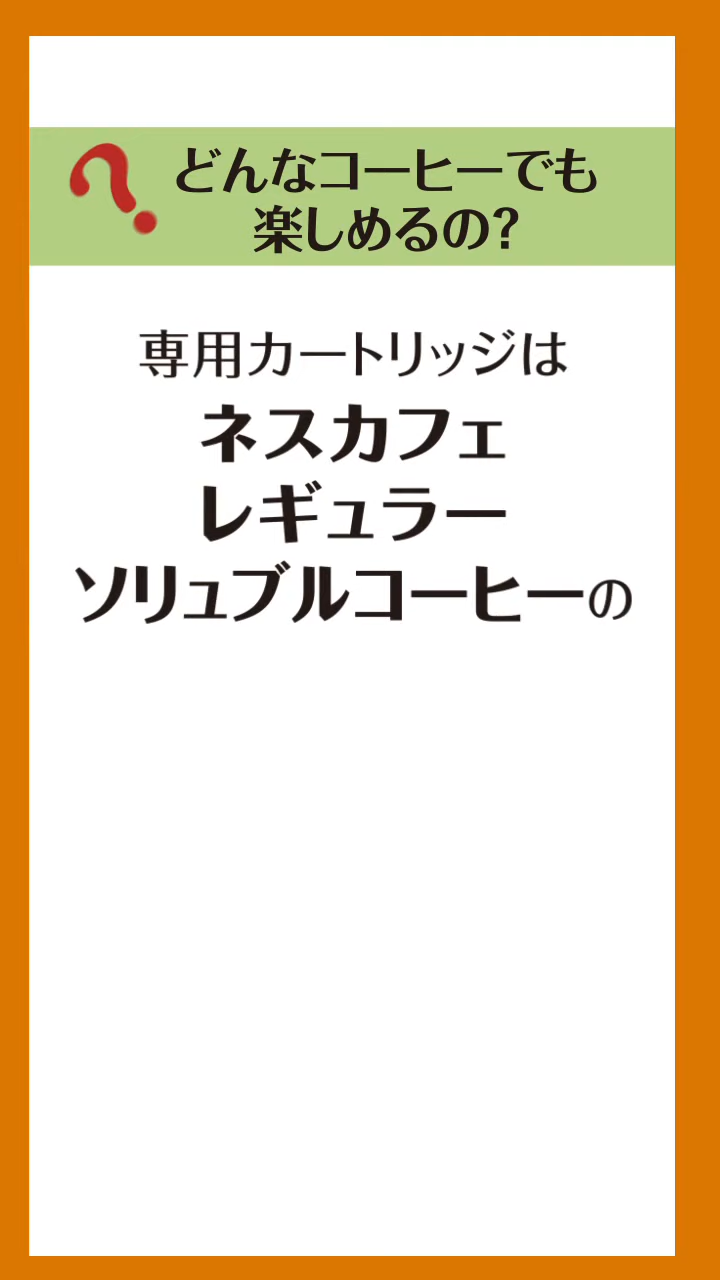 どんなコーヒーでも
楽しめるの?
専用カートリッジは
ネスカフェ
レギュラー
ソリュブルコーヒーの